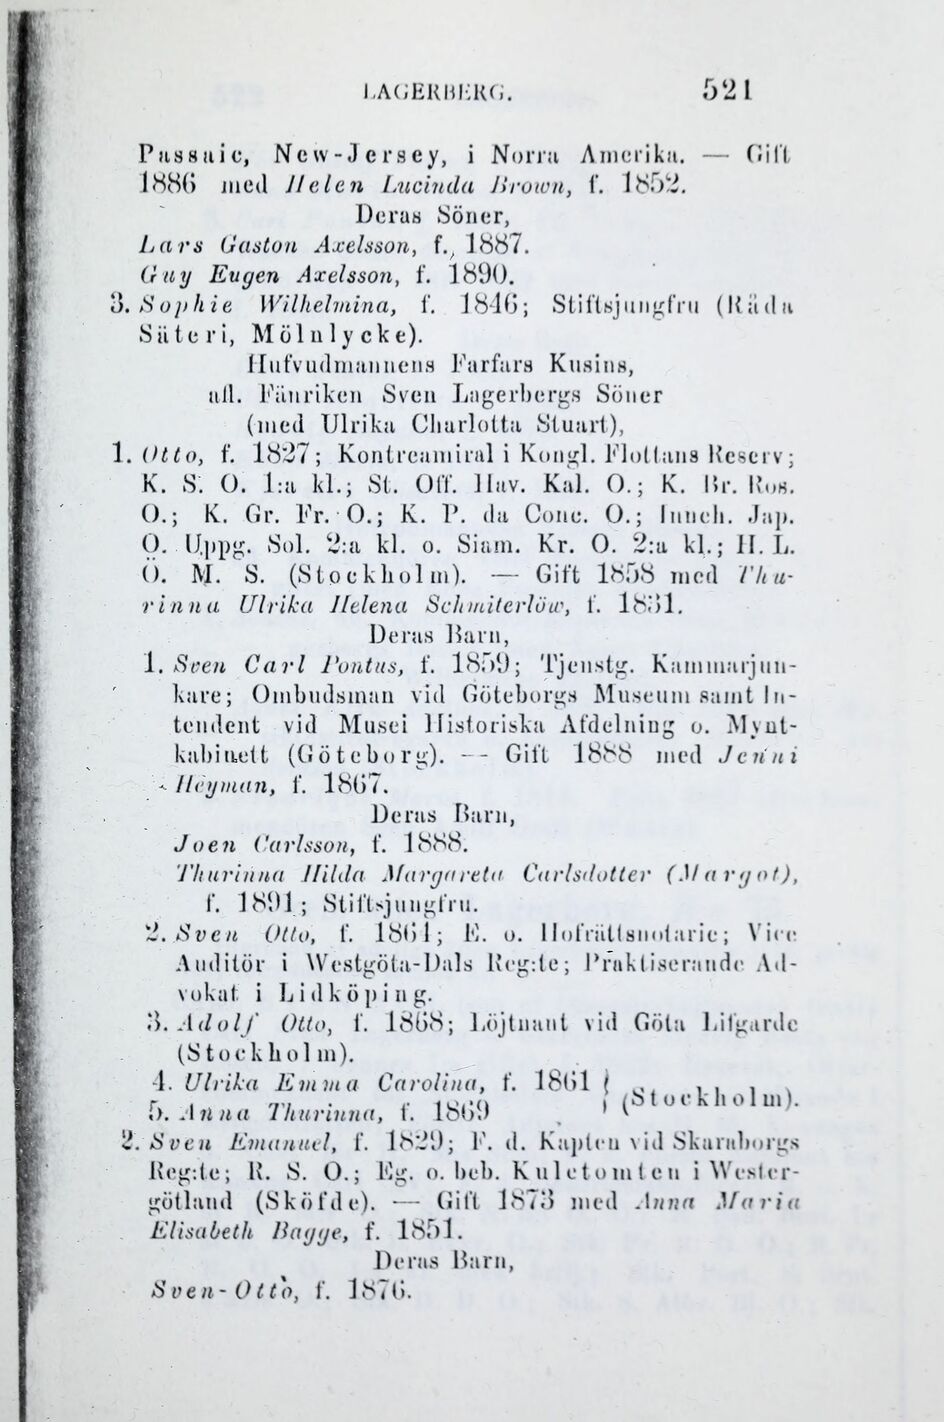 LAGERBERG. 521
Passaic, New-Jersey, i Norra Amerika. — Gift
1886 med Helen Lucinda Brown, f. 1852.
Deras Söner,
Lars Gaston Axelsson, f. 1887.
Guy Eugen Axelsson, f. 1890.
3. Sophie Wilhelmina, f. 1846; Stiftsjungfru (Råda
Säteri, Mölnlycke).
Hufvudmannens Farfars Kusins,
afl. Fänriken Sven Lagerbergs Söner
(med Ulrika Charlotta Stuart),
1. Otto, f. 1827; Kontreamiral i Kongl. Flottans Reserv;
K. S. O. 1:a kl.; St. Off. Hav. Kal. O.; K. Br. Ros.
O.; K. Gr. Fr. O.; K. P. da Conc. O.; Inneh. Jap.
O. Uppg. Sol. 2:a kl. o. Siam. Kr. O. 2:a kl.; H. L.
Ö. M. S. (Stockholm). — Gift 1858 med Thu-
rinna Ulrika Helena Schmiterlöw, f. 1831.
Deras Barn,
1. Sven Carl Pontus, f. 1859; Tjenstg. Kammarjun-
kare; Ombudsman vid Göteborgs Museum samt In-
tendent vid Musei Historiska Afdelning o. Mynt-
kabinett (Göteborg). — Gift 1888 med Jenni
Heyman, f. 1867.
Deras Barn,
Joen Carlsson, f. 1888.
Thurinna Hilda Margareta Carlsdotter (Margot),
f. 1891; Stiftsjungfru.
2. Sven Otto, f. 1864; E. o. Hofrättsnotarie; Vice
Auditör i Westgöta-Dals Reg:te; Praktiserande Ad-
vokat i Lidköping.
3. Adolf Otto, f. 1868; Löjtnant vid Göta Lifgarde
(Stockholm).
4. Ulrika Emma Carolina, f. 1861
5. Anna Thurinna, f. 1869 } (Stockholm).
2. Sven Emanuel, f. 1829; F. d. Kapten vid Skaraborgs
Reg:te; R. S. O.; Eg. o. beb. Kuletomten i Wester-
götland (Sköfde). — Gift 1873 med Anna Maria
Elisabeth Bagge, f. 1851.
Deras Barn,
Sven-Otto, f. 1876.